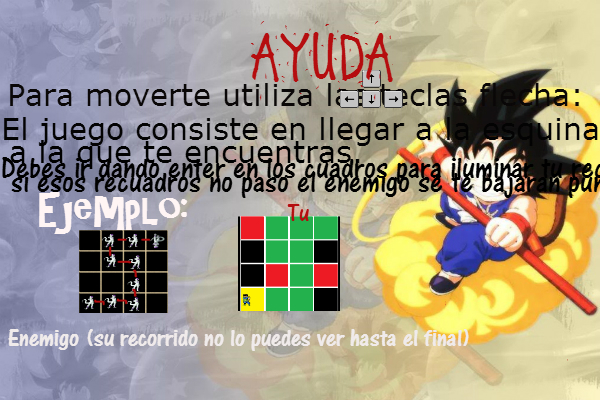 AYUDA
Para moverte utiliza las teclas flecha:
El juego consiste en llegar a la esquina
a la que te encuentras.
Debes ir dando enter en los cuadros para iluminar tu
si esos recuadros no paso el enemigo se te bajaran
Ejemplo:
Tu
Enemigo (su recorrido no lo puedes ver hasta el final)